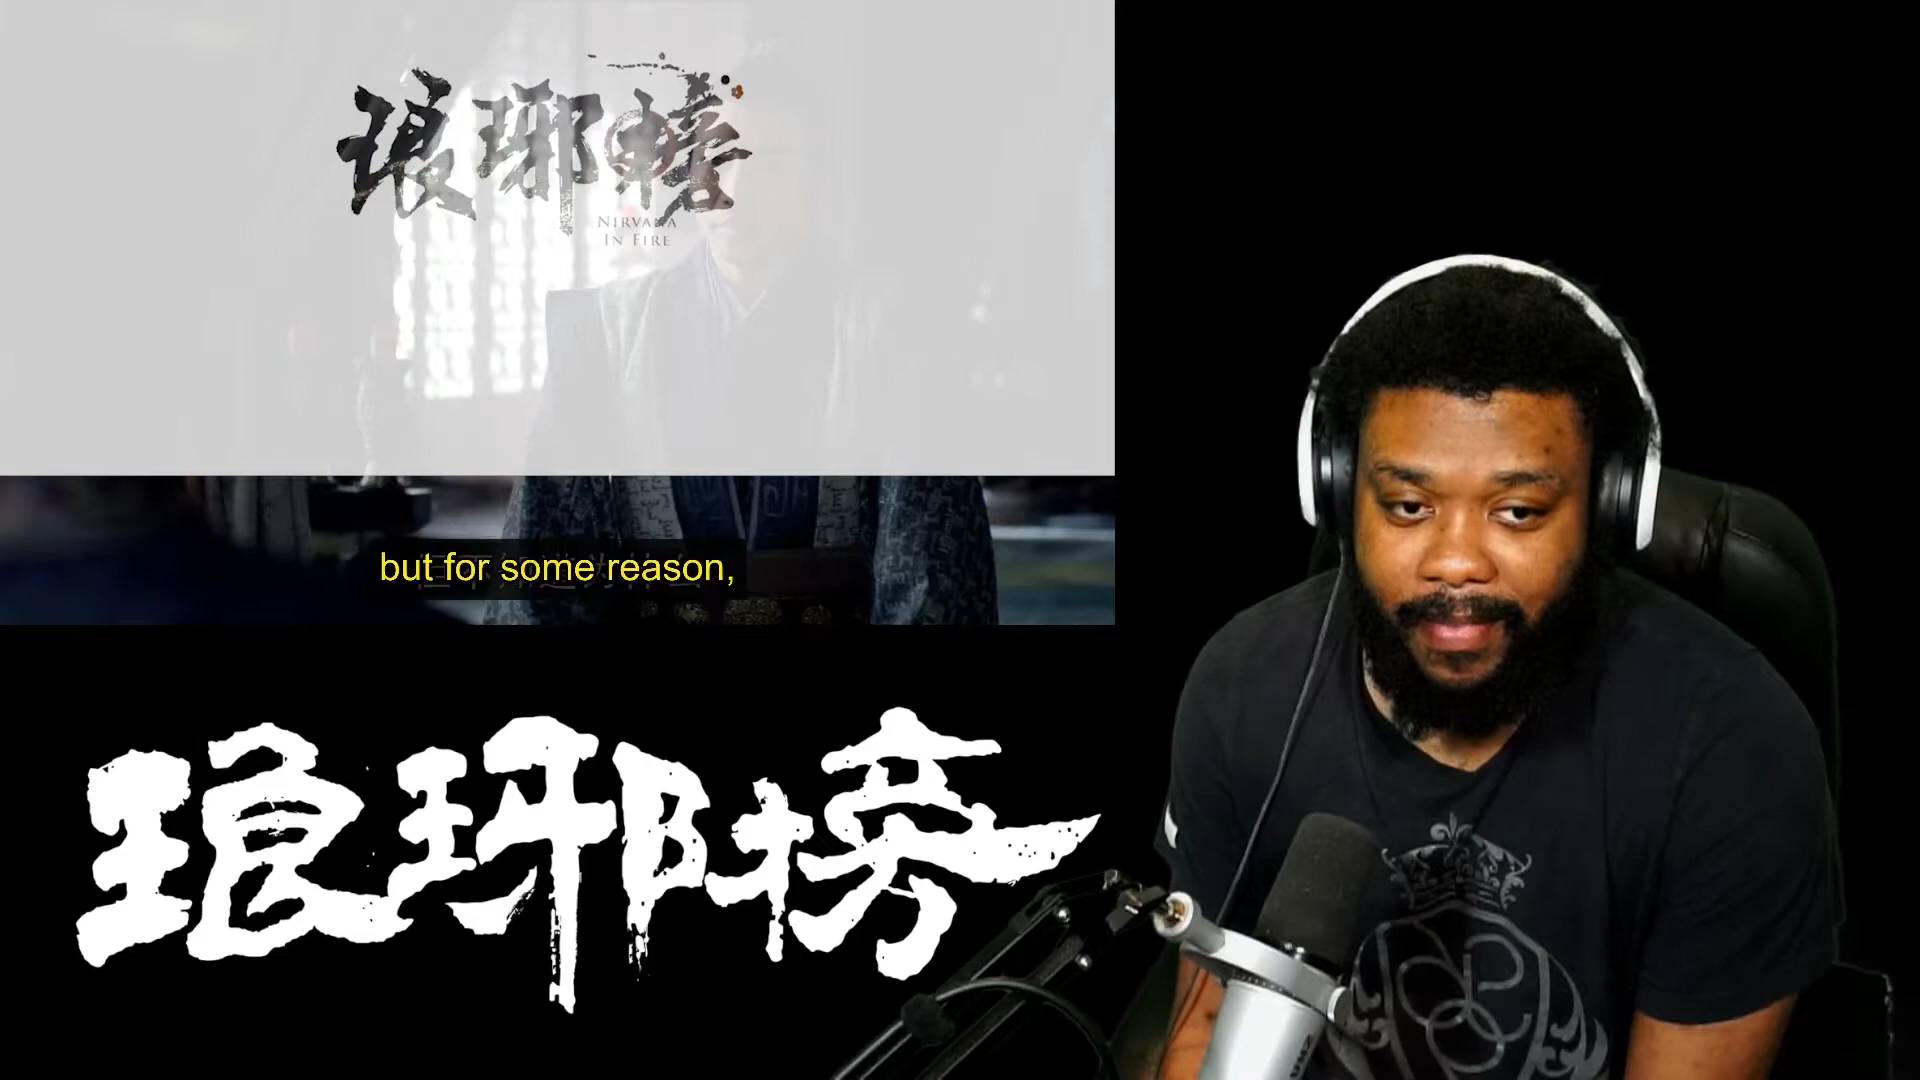 琅琊榜
NIRVANA
IN FIRE
but for some reason,
琅琊榜